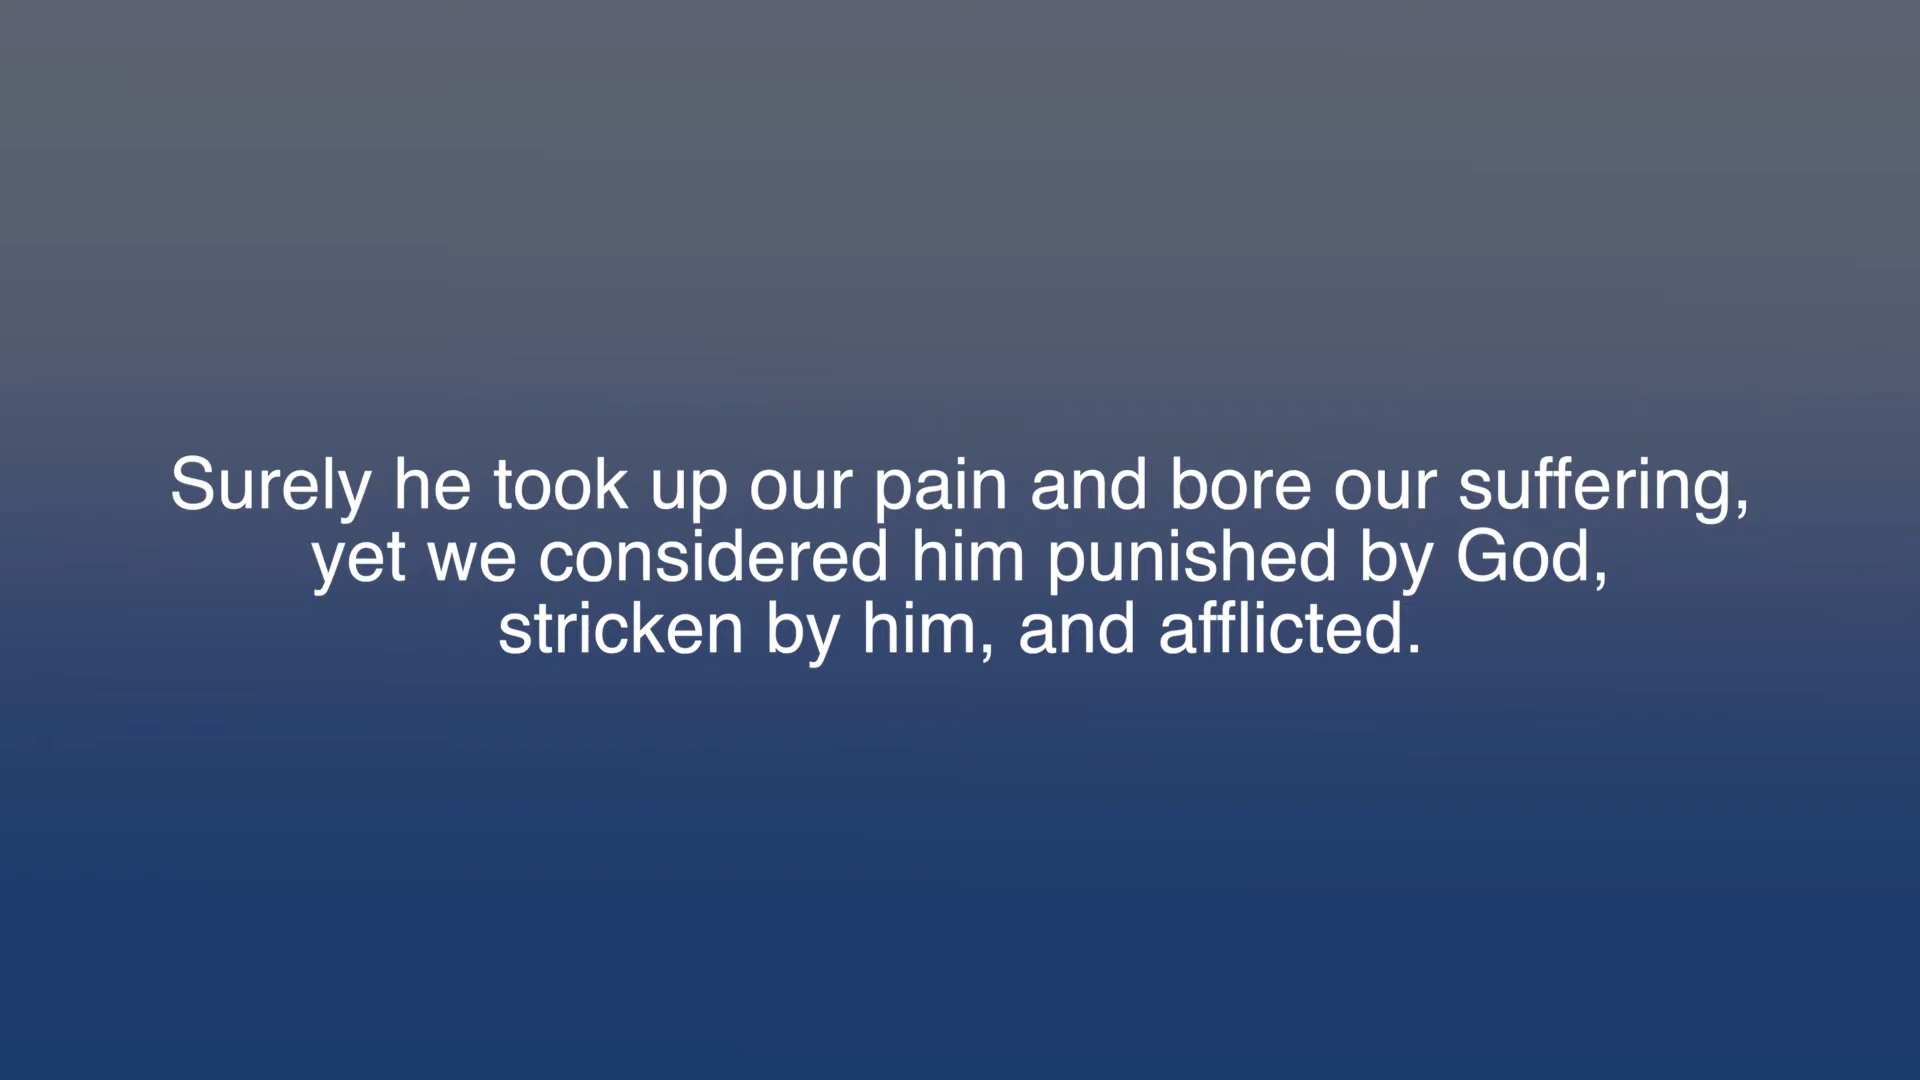 Surely he took up our pain and bore our suffering,
yet we considered him punished by God,
stricken by him, and afflicted.